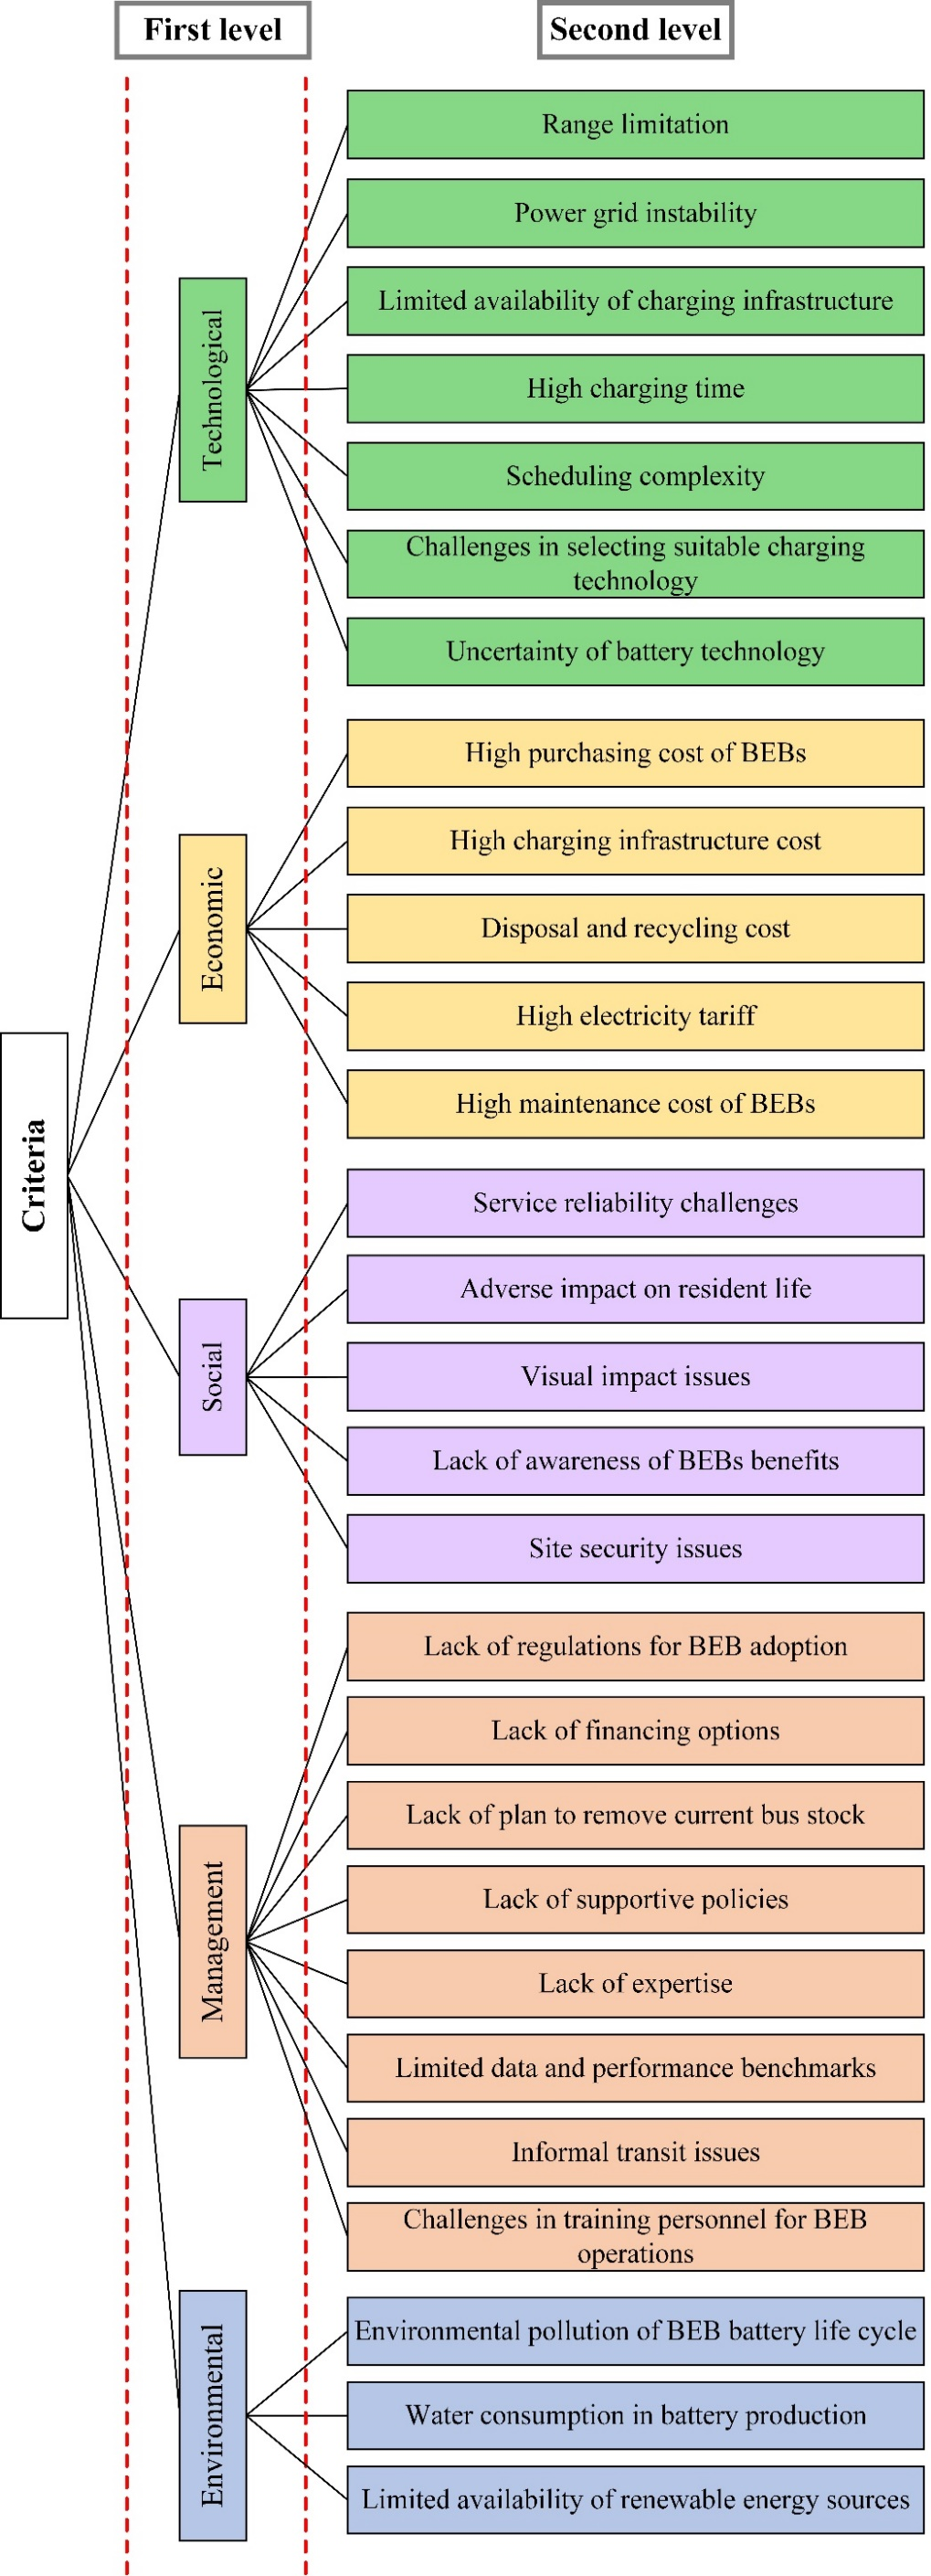 First level
Second level
Criteria
Technological
Range limitation
Power grid instability
Limited availability of charging infrastructure
High charging time
Scheduling complexity
Challenges in selecting suitable charging
technology
Uncertainty of battery technology
Economic
High purchasing cost of BEBs
High charging infrastructure cost
Disposal and recycling cost
High electricity tariff
High maintenance cost of BEBs
Social
Service reliability challenges
Adverse impact on resident life
Visual impact issues
Lack of awareness of BEBs benefits
Site security issues
Management
Lack of regulations for BEB adoption
Lack of financing options
Lack of plan to remove current bus stock
Lack of supportive policies
Lack of expertise
Limited data and performance benchmarks
Informal transit issues
Challenges in training personnel for BEB
operations
Environmental
Environmental pollution of BEB battery life cycle
Water consumption in battery production
Limited availability of renewable energy sources